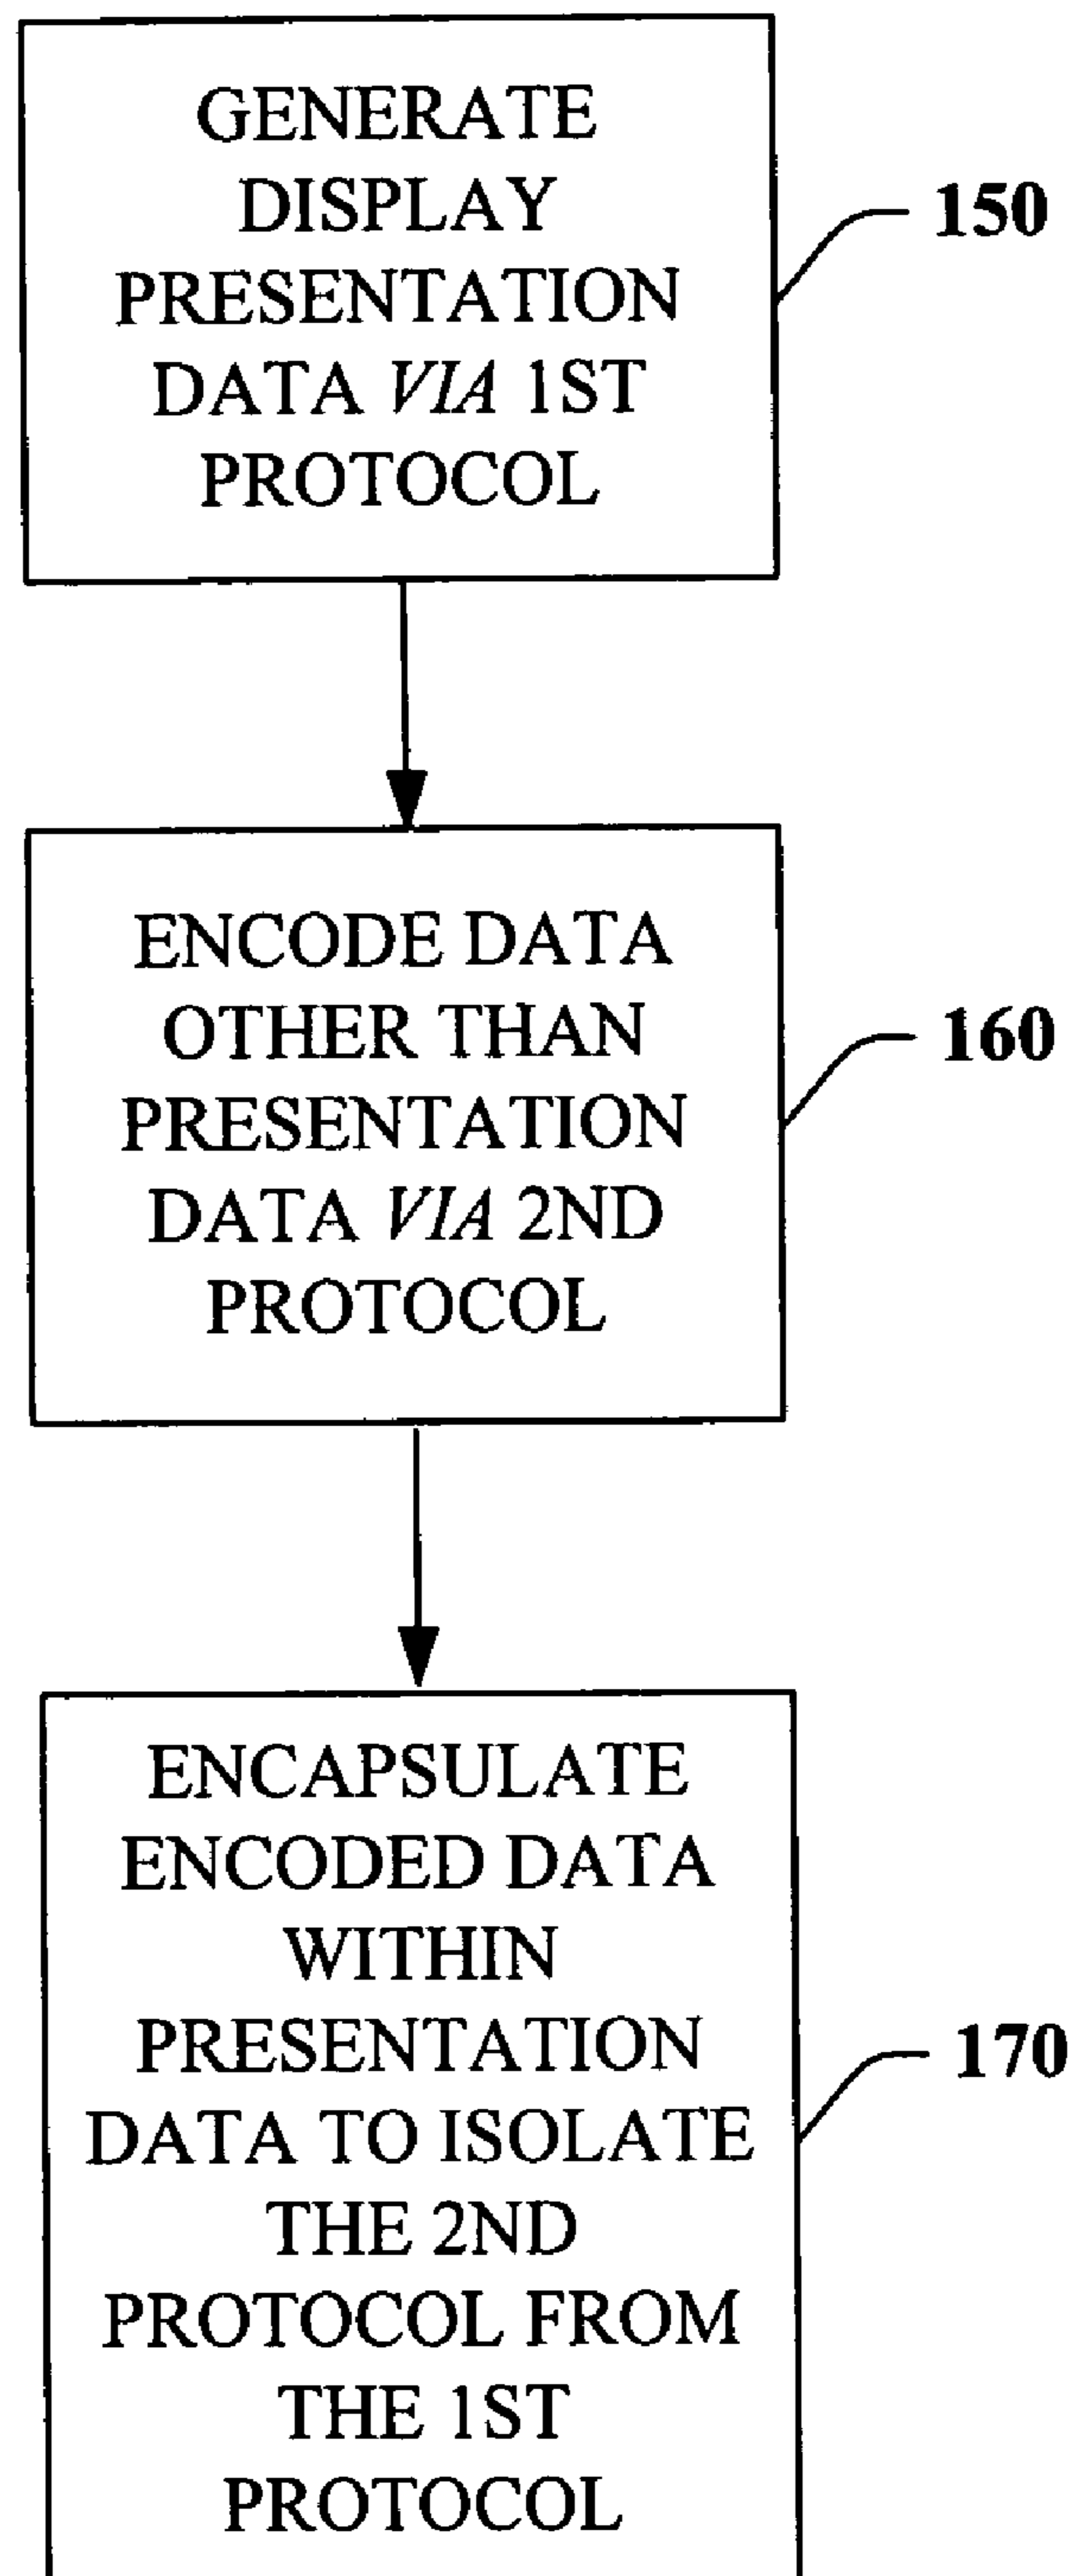 GENERATE
DISPLAY
PRESENTATION
DATA VIA 1ST
PROTOCOL
150
ENCODE DATA
OTHER THAN
PRESENTATION
DATA VIA 2ND
PROTOCOL
160
ENCAPSULATE
ENCODED DATA
WITHIN
PRESENTATION
DATA TO ISOLATE
THE 2ND
PROTOCOL FROM
THE 1ST
PROTOCOL
170